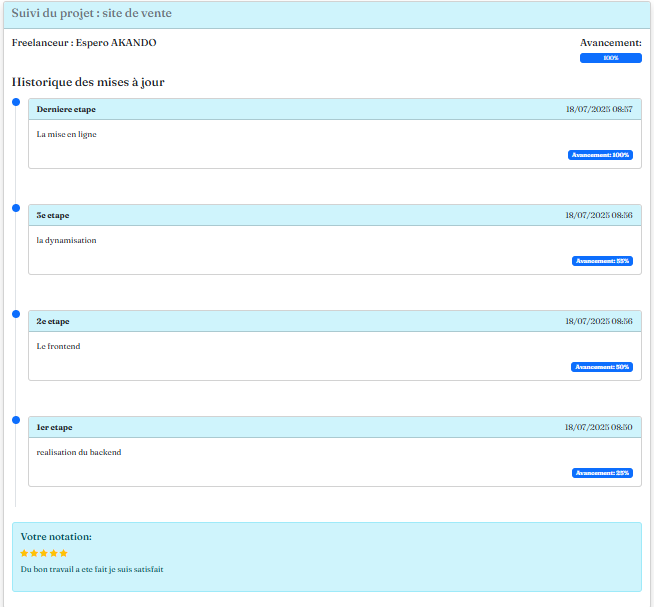 Suivi du projet : site de vente
Freelanceur : Espero AKANDO
Avancement:
100%
Historique des mises à jour
Derniere etape 18/07/2025 08:57
La mise en ligne
Avancement: 100%
3e etape 18/07/2025 08:56
la dynamisation
Avancement: 55%
2e etape 18/07/2025 08:56
Le frontend
Avancement: 50%
1er etape 18/07/2025 08:50
realisation du backend
Avancement: 25%
Votre notation:
Du bon travail a ete fait je suis satisfait